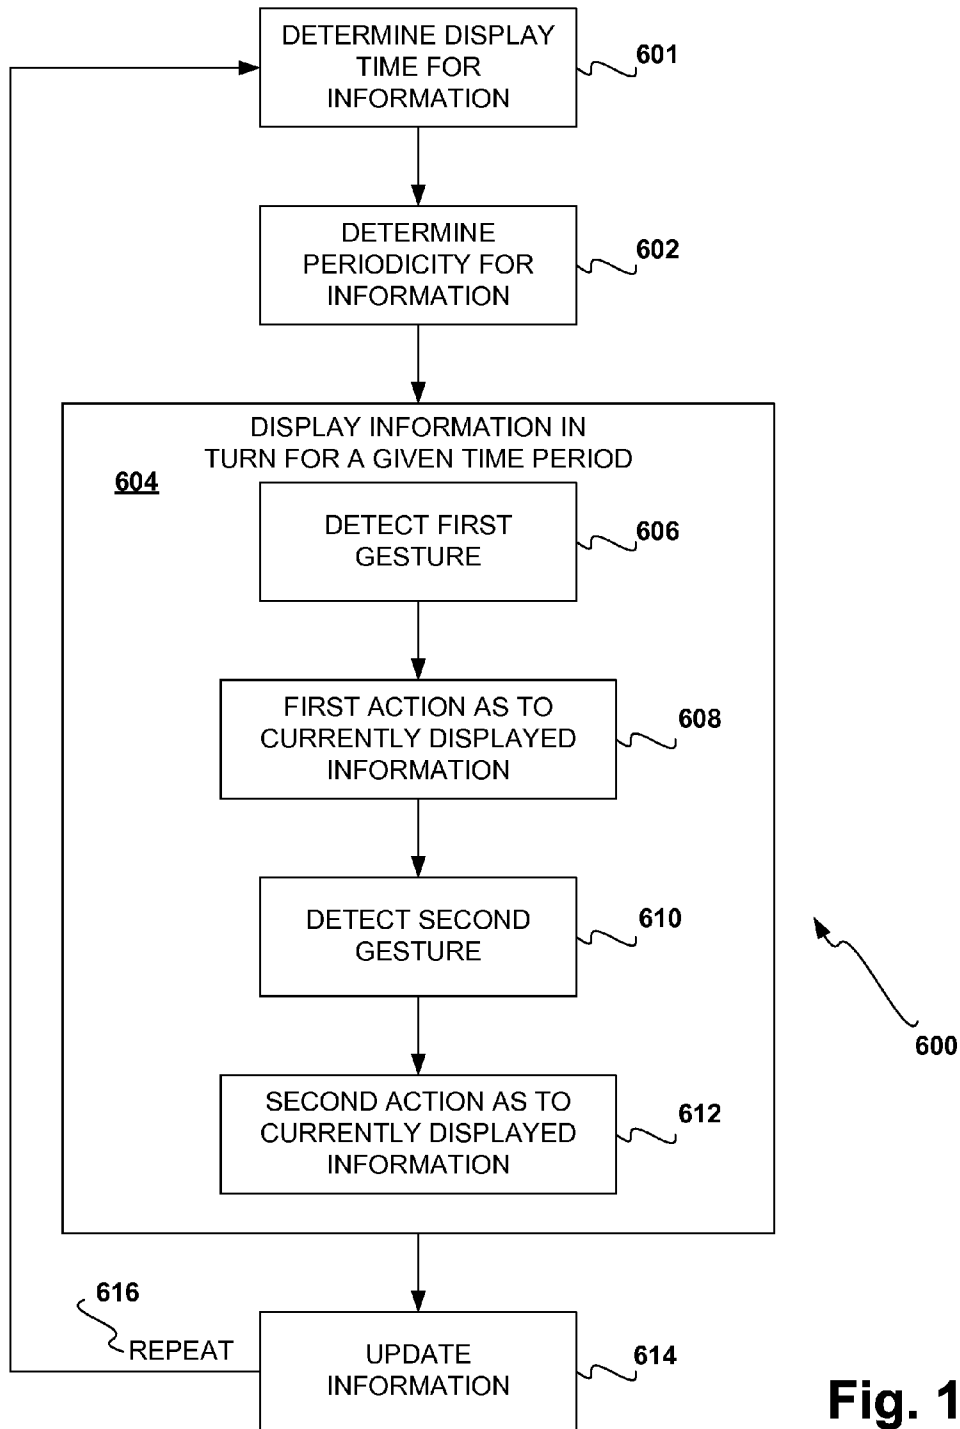 DETERMINE DISPLAY
TIME FOR
INFORMATION
601
DETERMINE
PERIODICITY FOR
INFORMATION
602
DISPLAY INFORMATION IN
TURN FOR A GIVEN TIME PERIOD
604
DETECT FIRST
GESTURE
606
FIRST ACTION AS TO
CURRENTLY DISPLAYED
INFORMATION
608
DETECT SECOND
GESTURE
610
600
SECOND ACTION AS TO
CURRENTLY DISPLAYED
INFORMATION
612
616
REPEAT
UPDATE
INFORMATION
614
Fig. 1